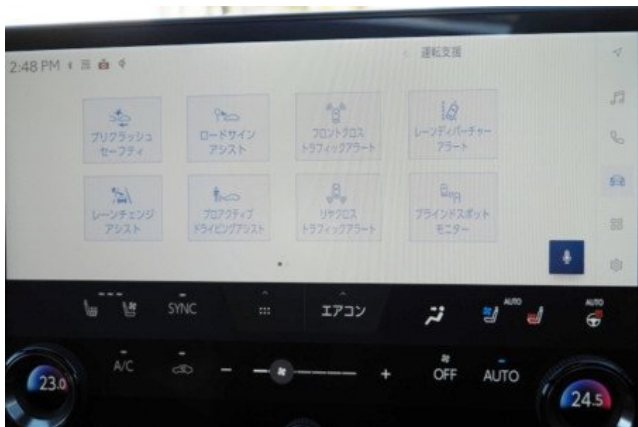 2:48 PM
運転支援
プリクラッシュ
セーフティ
ロードサイン
アシスト
フロントクロス
トラフィックアラート
レーンディパーチャー
アラート
レーンチェンジ
アシスト
プロアクティブ
ドライビングアシスト
リヤクロス
トラフィックアラート
ブラインドスポット
モニター
SYNC
エアコン
AUTO
AUTO
A/C
OFF
AUTO
23.0
24.5